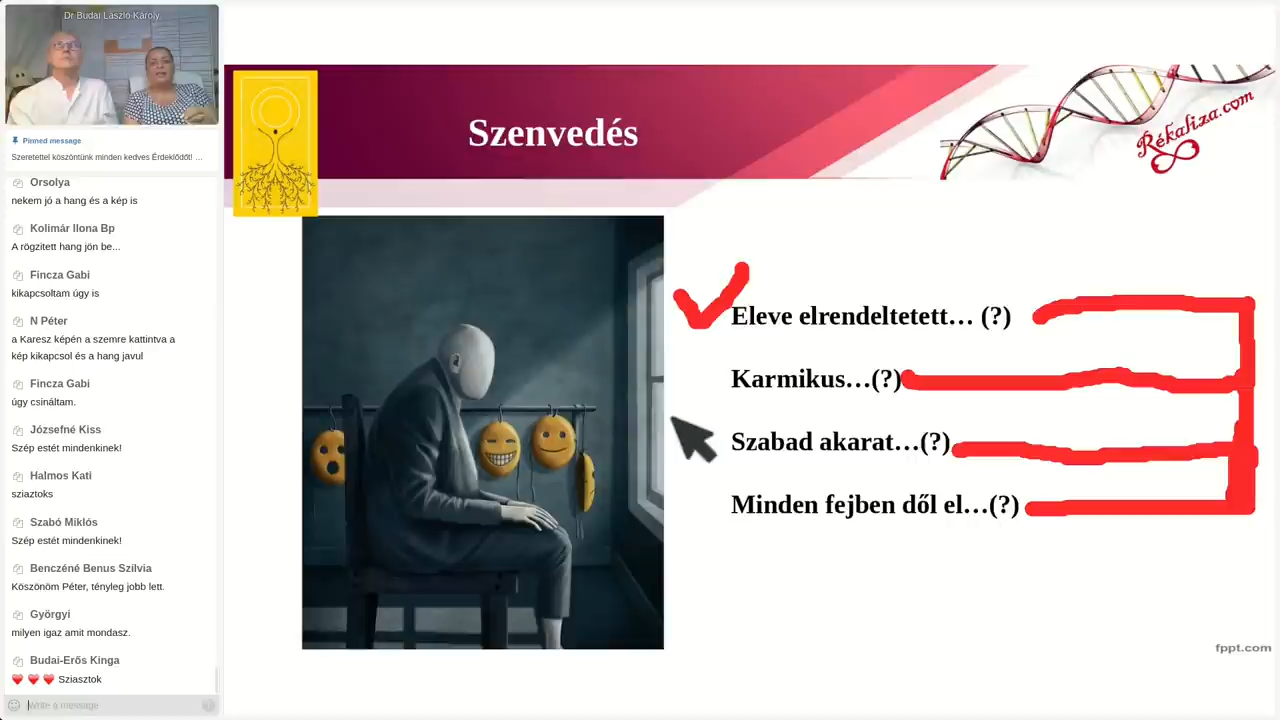 Dr Budai László Károly
Pinned message
Szeretettel köszöntünk minden kedves Érdeklődőt! …
Orsolya
nekem jó a hang és a kép is
Kolimár Ilona Bp
A rögzitett hang jön be...
Fincza Gabi
kikapcsoltam úgy is
N Péter
a Karesz képén a szemre kattintva a
kép kikapcsol és a hang javul
Fincza Gabi
úgy csináltam.
Józsefné Kiss
Szép estét mindenkinek!
Halmos Kati
sziaztoks
Szabó Miklós
Szép estét mindenkinek!
Benczéné Benus Szilvia
Köszönöm Péter, tényleg jobb lett.
Györgyi
milyen igaz amit mondasz.
Budai-Erős Kinga
❤️ ❤️ ❤️ Sziasztok
Write a message
Szenvedés
Rékaliza.com
Eleve elrendeltetett… (?)
Karmikus…(?)
Szabad akarat…(?)
Minden fejben dől el…(?)
fppt.com